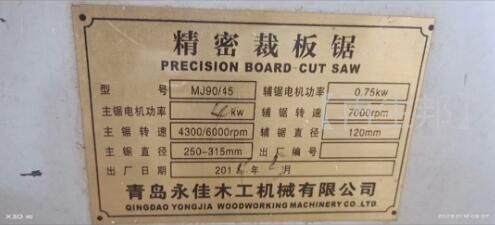 精密裁板锯
PRECISION BOARD-CUT SAW
型 号 MJ90/45 辅锯电机功率 0.75kw
主锯电机功率 4kw 辅锯转速 7000rpm
主锯转速 4300/6000rpm 辅锯直径 120mm
主锯直径 250-315mm 出厂编号
出厂日期 201 年 月
青岛永佳木工机械有限公司
QINGDAO YONGJIA WOODWORKING MACHINERY CO.LTD.
X30